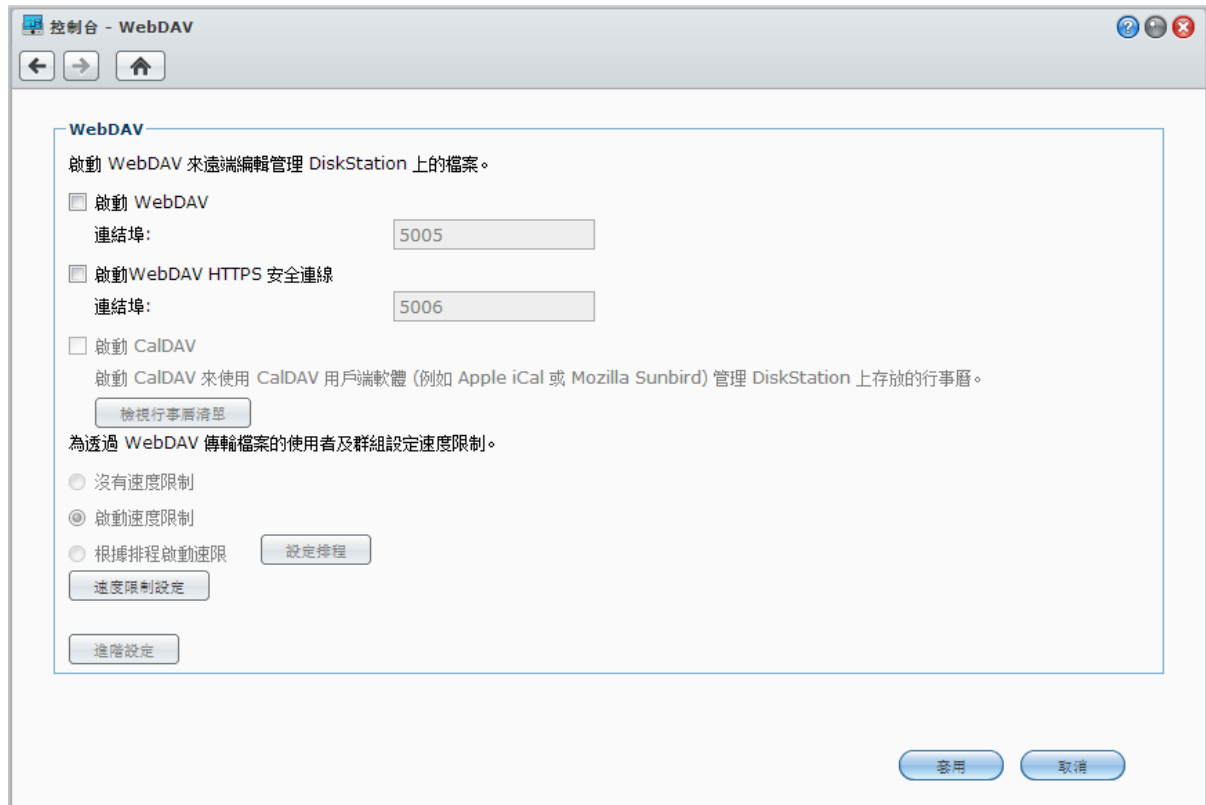 控制台 - WebDAV
WebDAV
啟動 WebDAV 來遠端編輯管理 DiskStation 上的檔案。
啟動 WebDAV
連結埠:
5005
啟動WebDAV HTTPS 安全連線
連結埠:
5006
啟動 CalDAV
啟動 CalDAV 來使用 CalDAV 用戶端軟體 (例如 Apple iCal 或 Mozilla Sunbird) 管理 DiskStation 上存放的行事曆。
檢視行事曆清單
為透過 WebDAV 傳輸檔案的使用者及群組設定速度限制。
沒有速度限制
啟動速度限制
根據排程啟動速限
設定排程
速度限制設定
進階設定
套用
取消